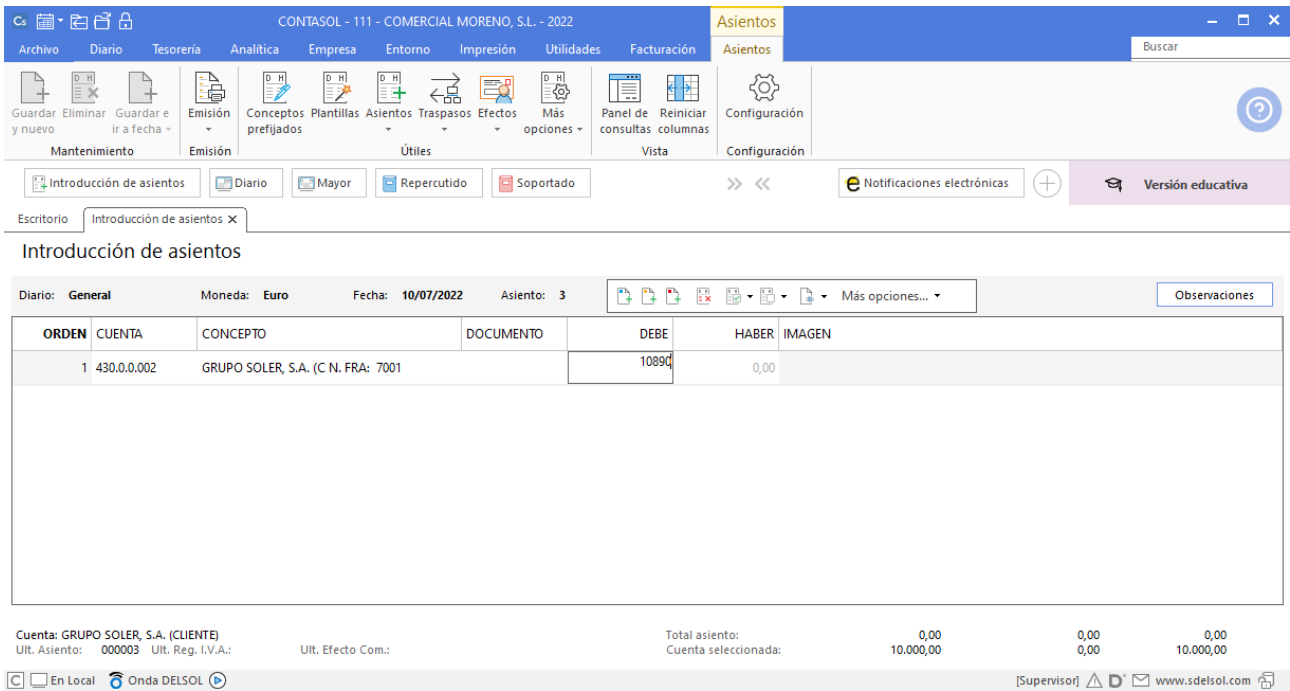 Cs CONTASOL - 111 - COMERCIAL MORENO, S.L. - 2022 Asientos
Archivo Diario Tesorería Analítica Empresa Entorno Impresión Utilidades Facturación Asientos Buscar
D H D H D H D H D H
Guardar Eliminar Guardar e Emisión Conceptos Plantillas Asientos Traspasos Efectos Más Panel de Reiniciar Configuración
y nuevo ir a fecha prefijados opciones consultas columnas
Mantenimiento Emisión Útiles Vista Configuración
Introducción de asientos Diario Mayor Repercutido Soportado >> << e Notificaciones electrónicas Versión educativa
Escritorio Introducción de asientos X
Introducción de asientos
Diario: General Moneda: Euro Fecha: 10/07/2022 Asiento: 3 Más opciones... Observaciones
ORDEN CUENTA CONCEPTO DOCUMENTO DEBE HABER IMAGEN
1 430.0.0.002 GRUPO SOLER, S.A. (C N. FRA: 7001 10890 0,00
Cuenta: GRUPO SOLER, S.A. (CLIENTE) Total asiento: 0,00 0,00 0,00
Ult. Asiento: 000003 Ult. Reg. I.V.A.: Ult. Efecto Com.: Cuenta seleccionada: 10.000,00 0,00 10.000,00
C En Local Onda DELSOL [Supervisor] D www.sdelsol.com